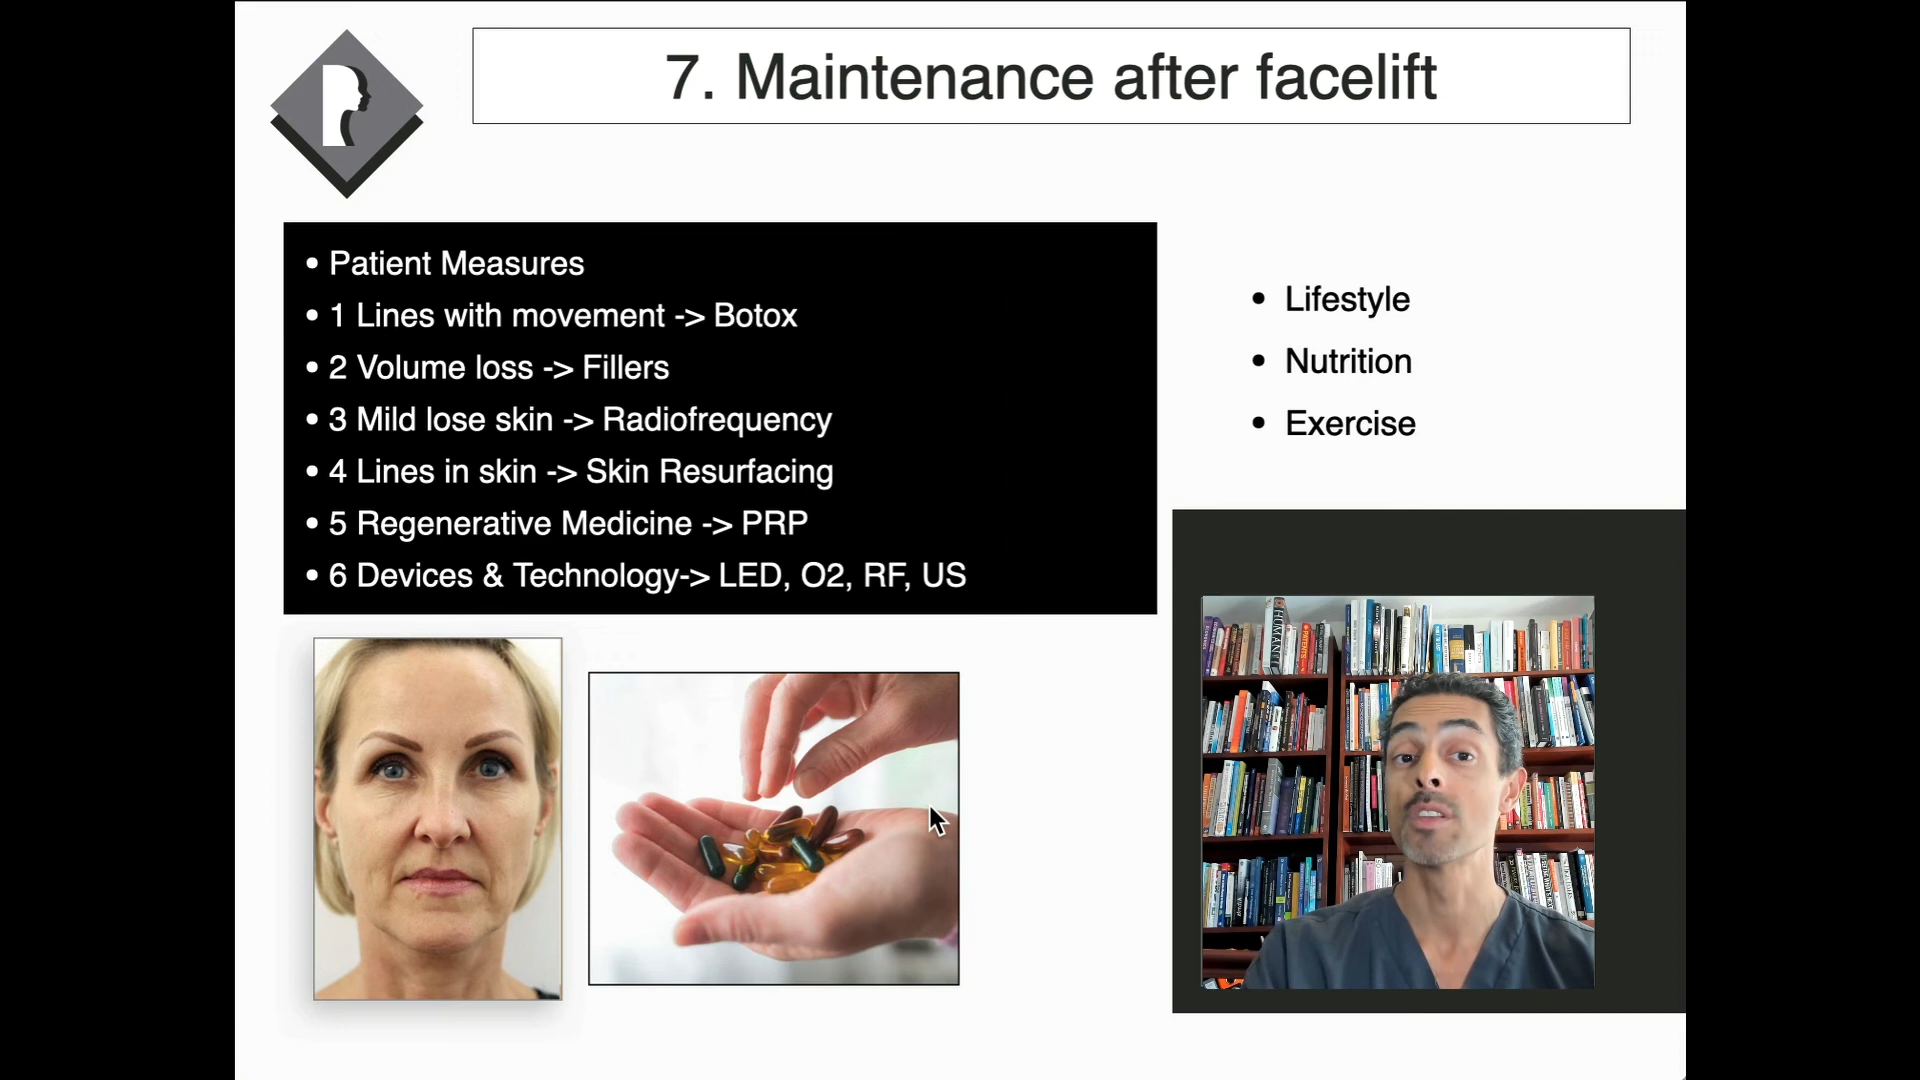 7. Maintenance after facelift
• Patient Measures
• 1 Lines with movement -> Botox
• 2 Volume loss -> Fillers
• 3 Mild lose skin -> Radiofrequency
• 4 Lines in skin -> Skin Resurfacing
• 5 Regenerative Medicine -> PRP
• 6 Devices & Technology-> LED, O2, RF, US
• Lifestyle
• Nutrition
• Exercise
HUMAN
PATENTS